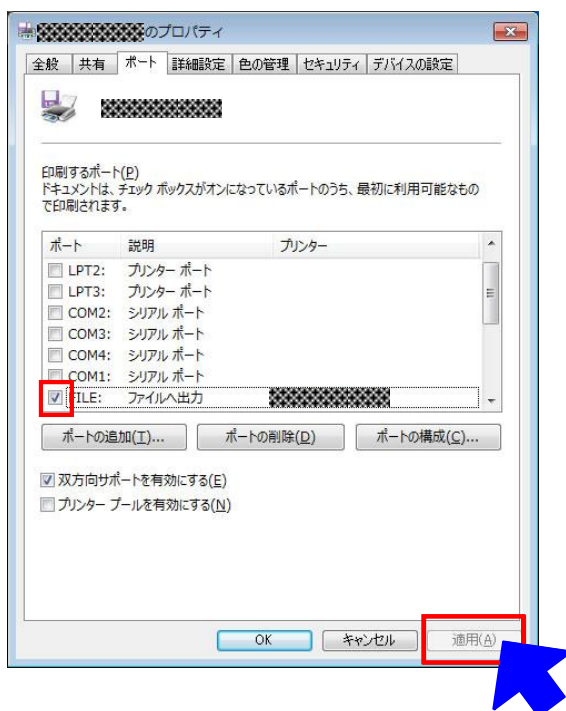 のプロパティ
全般 共有 ポート 詳細設定 色の管理 セキュリティ デバイスの設定
印刷するポート(P)
ドキュメントは、チェック ボックスがオンになっているポートのうち、最初に利用可能なもの
で印刷されます。
ポート 説明 プリンター
LPT2: プリンター ポート
LPT3: プリンター ポート
COM2: シリアル ポート
COM3: シリアル ポート
COM4: シリアル ポート
COM1: シリアル ポート
FILE: ファイルへ出力
ポートの追加(T)... ポートの削除(D) ポートの構成(C)...
双方向サポートを有効にする(E)
プリンター プールを有効にする(N)
OK キャンセル 適用(A)